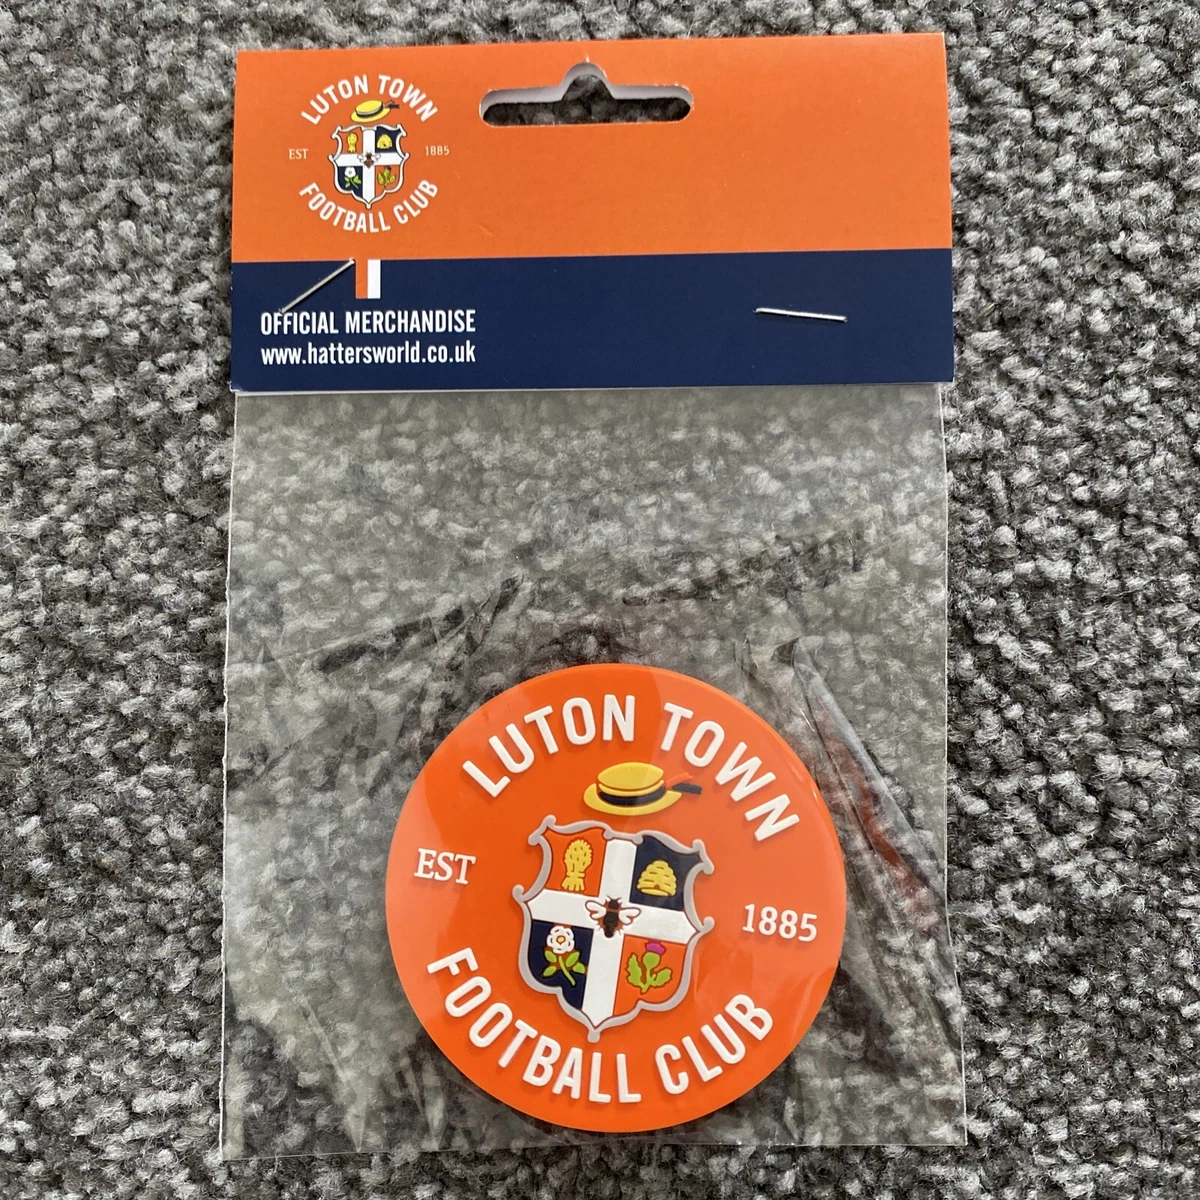 LUTON TOWN
EST 1885
FOOTBALL CLUB
OFFICIAL MERCHANDISE
www.hattersworld.co.uk
LUTON TOWN
EST 1885
FOOTBALL CLUB